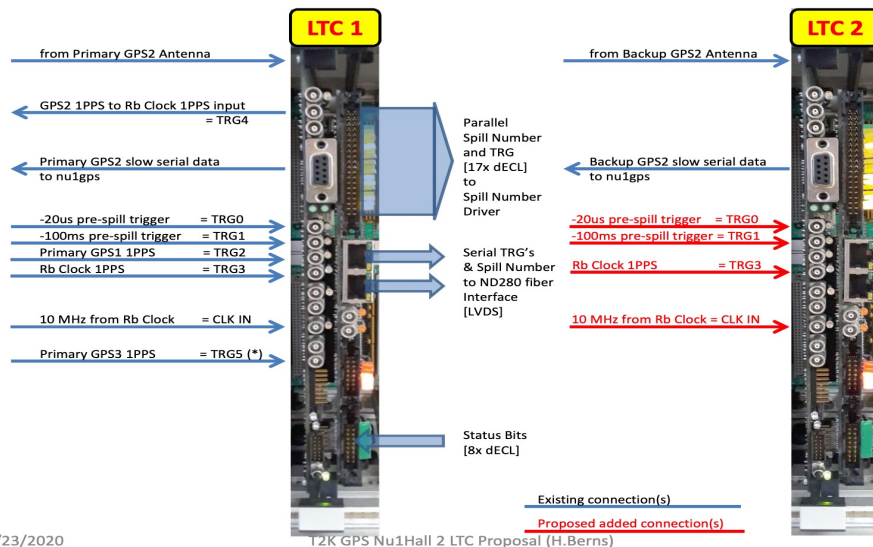 LTC 1
LTC 2
from Primary GPS2 Antenna
GPS2 1PPS to Rb Clock 1PPS input
= TRG4
Primary GPS2 slow serial data
to nu1gps
-20us pre-spill trigger = TRG0
-100ms pre-spill trigger = TRG1
Primary GPS1 1PPS = TRG2
Rb Clock 1PPS = TRG3
10 MHz from Rb Clock = CLK IN
Primary GPS3 1PPS = TRG5 (*)
Parallel
Spill Number
and TRG
[17x dECL]
to
Spill Number
Driver
Serial TRG's
& Spill Number
to ND280 fiber
Interface
[LVDS]
Status Bits
[8x dECL]
from Backup GPS2 Antenna
Backup GPS2 slow serial data
to nu1gps
-20us pre-spill trigger = TRG0
-100ms pre-spill trigger = TRG1
Rb Clock 1PPS = TRG3
10 MHz from Rb Clock = CLK IN
Existing connection(s)
Proposed added connection(s)
/23/2020
T2K GPS Nu1Hall 2 LTC Proposal (H.Berns)